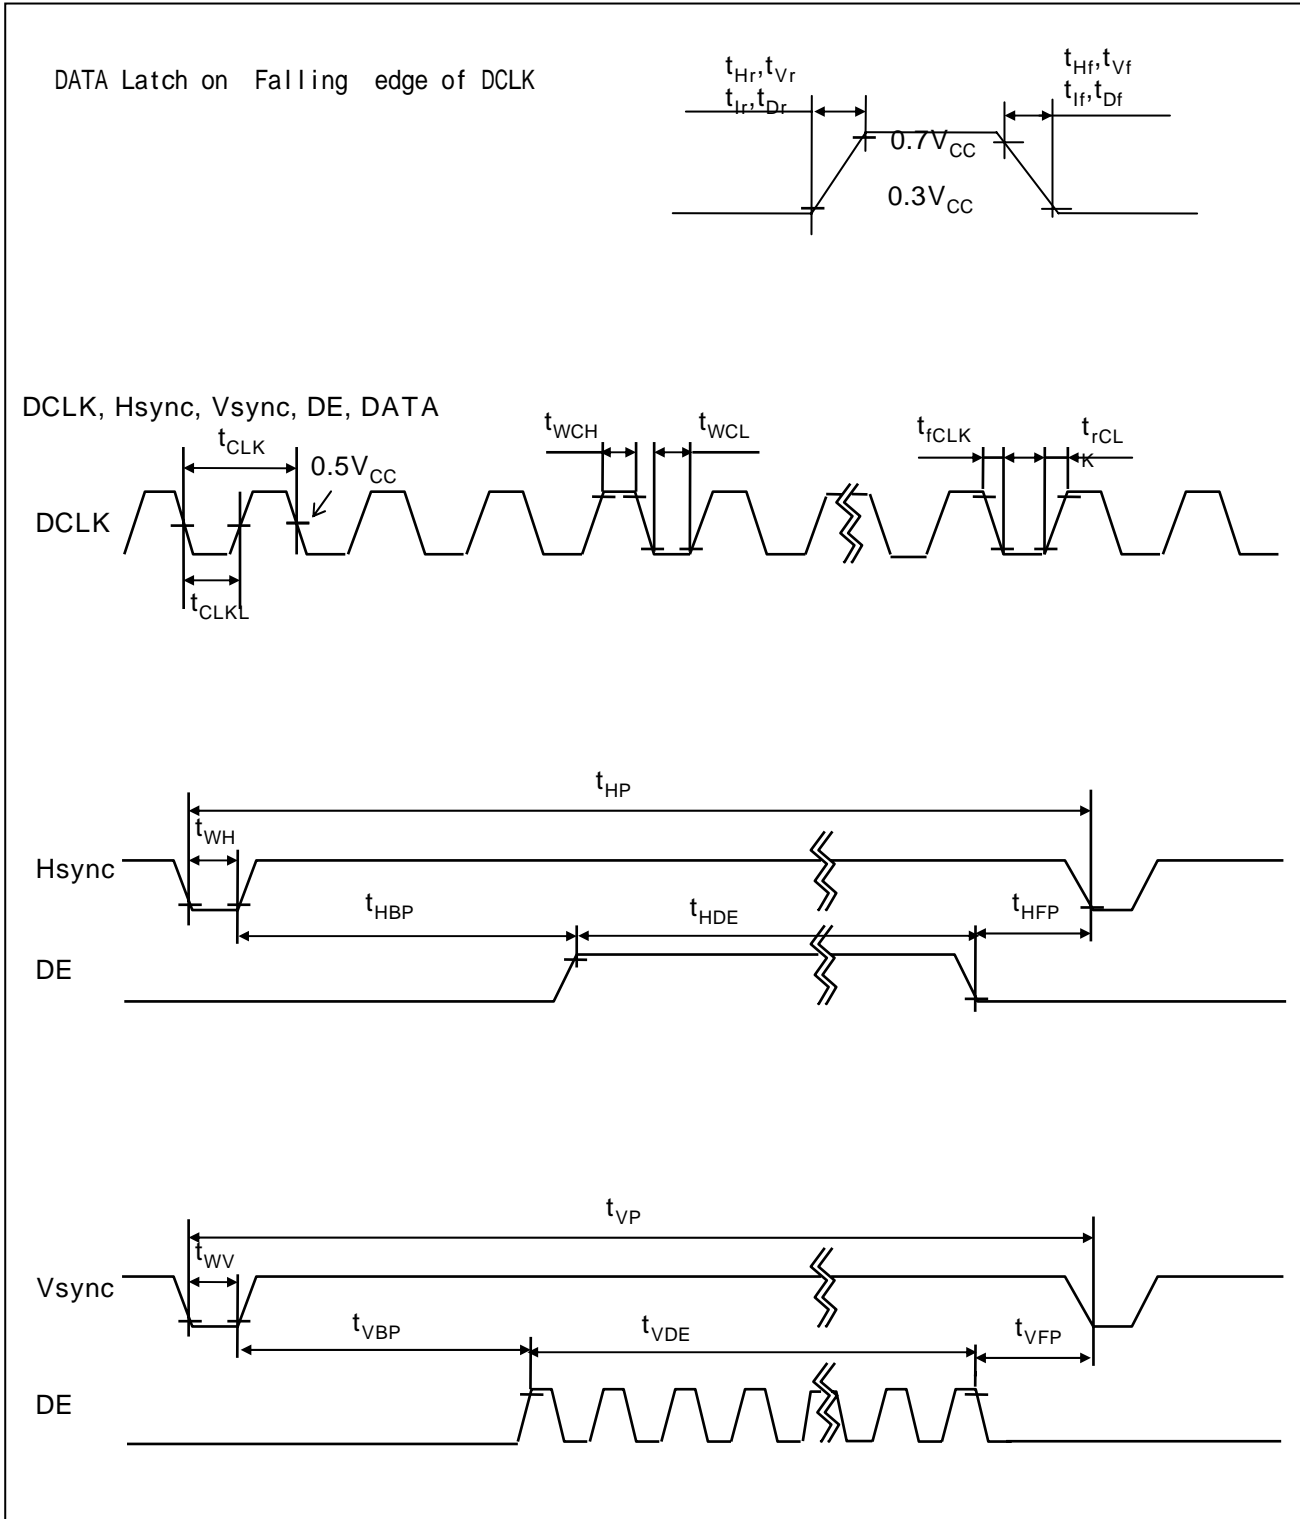 DATA Latch on Falling edge of DCLK
tHr,tVr
tIr,tDr
tHf,tVf
tIf,tDf
0.7VCC
0.3VCC
DCLK, Hsync, Vsync, DE, DATA
tCLK
0.5VCC
tWCH
tWCL
tfCLK
trCL
K
DCLK
tCLKL
tHP
tWH
Hsync
tHBP
tHDE
tHFP
DE
tVP
tWV
Vsync
tVBP
tVDE
tVFP
DE